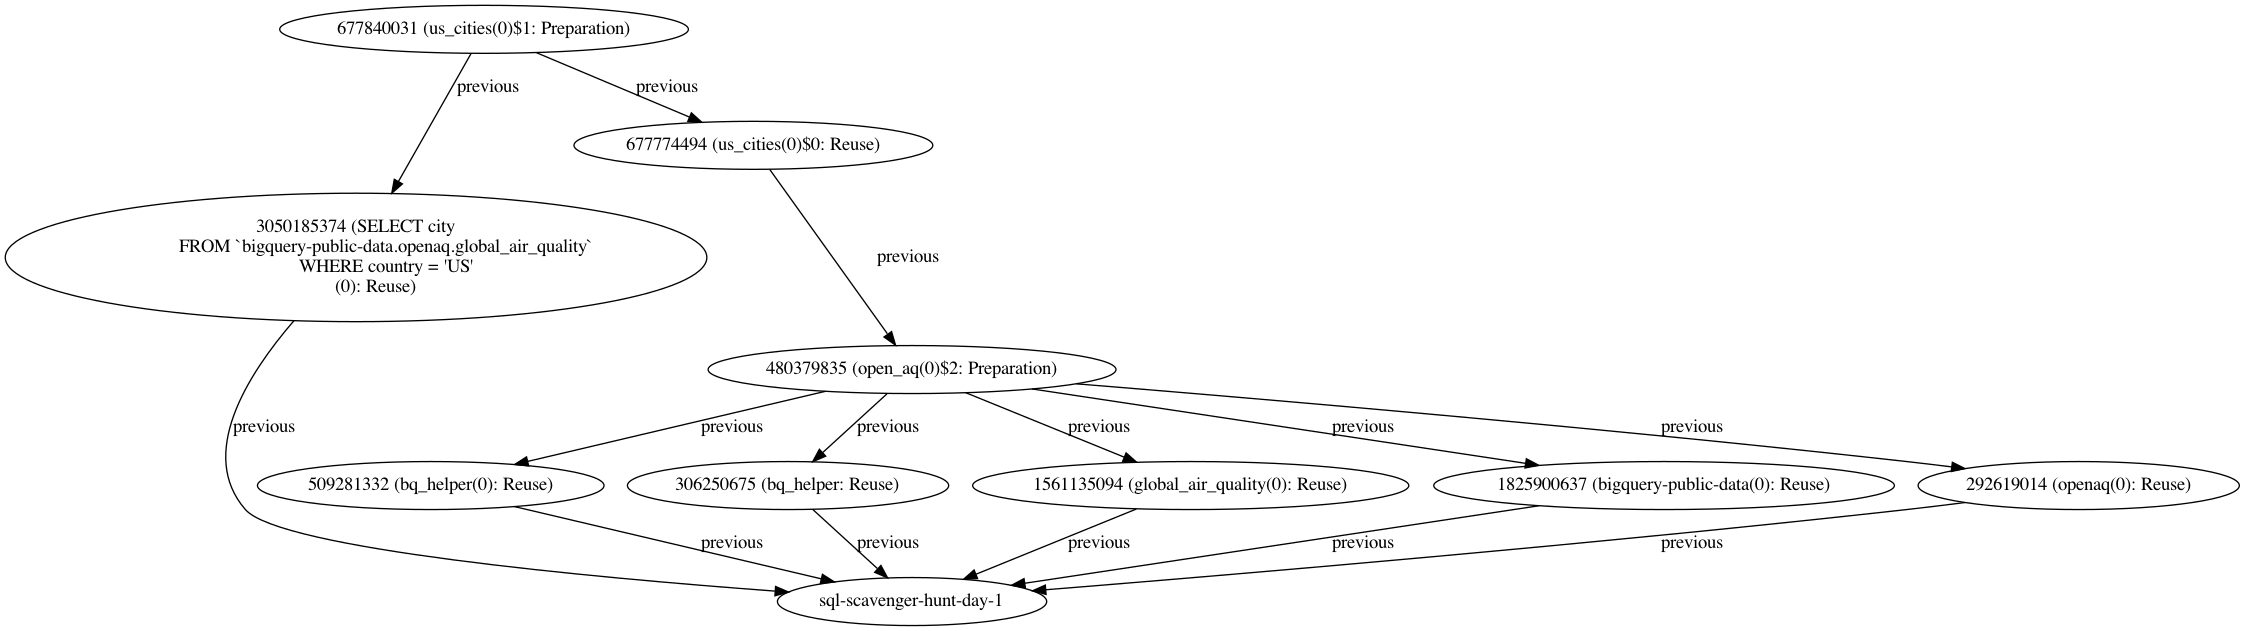 677840031 (us_cities(0)$1: Preparation)
previous
previous
677774494 (us_cities(0)$0: Reuse)
3050185374 (SELECT city
FROM `bigquery-public-data.openaq.global_air_quality`
WHERE country = 'US'
(0): Reuse)
previous
480379835 (open_aq(0)$2: Preparation)
previous
previous
previous
previous
previous
previous
509281332 (bq_helper(0): Reuse)
306250675 (bq_helper: Reuse)
1561135094 (global_air_quality(0): Reuse)
1825900637 (bigquery-public-data(0): Reuse)
292619014 (openaq(0): Reuse)
previous
previous
previous
previous
previous
sql-scavenger-hunt-day-1